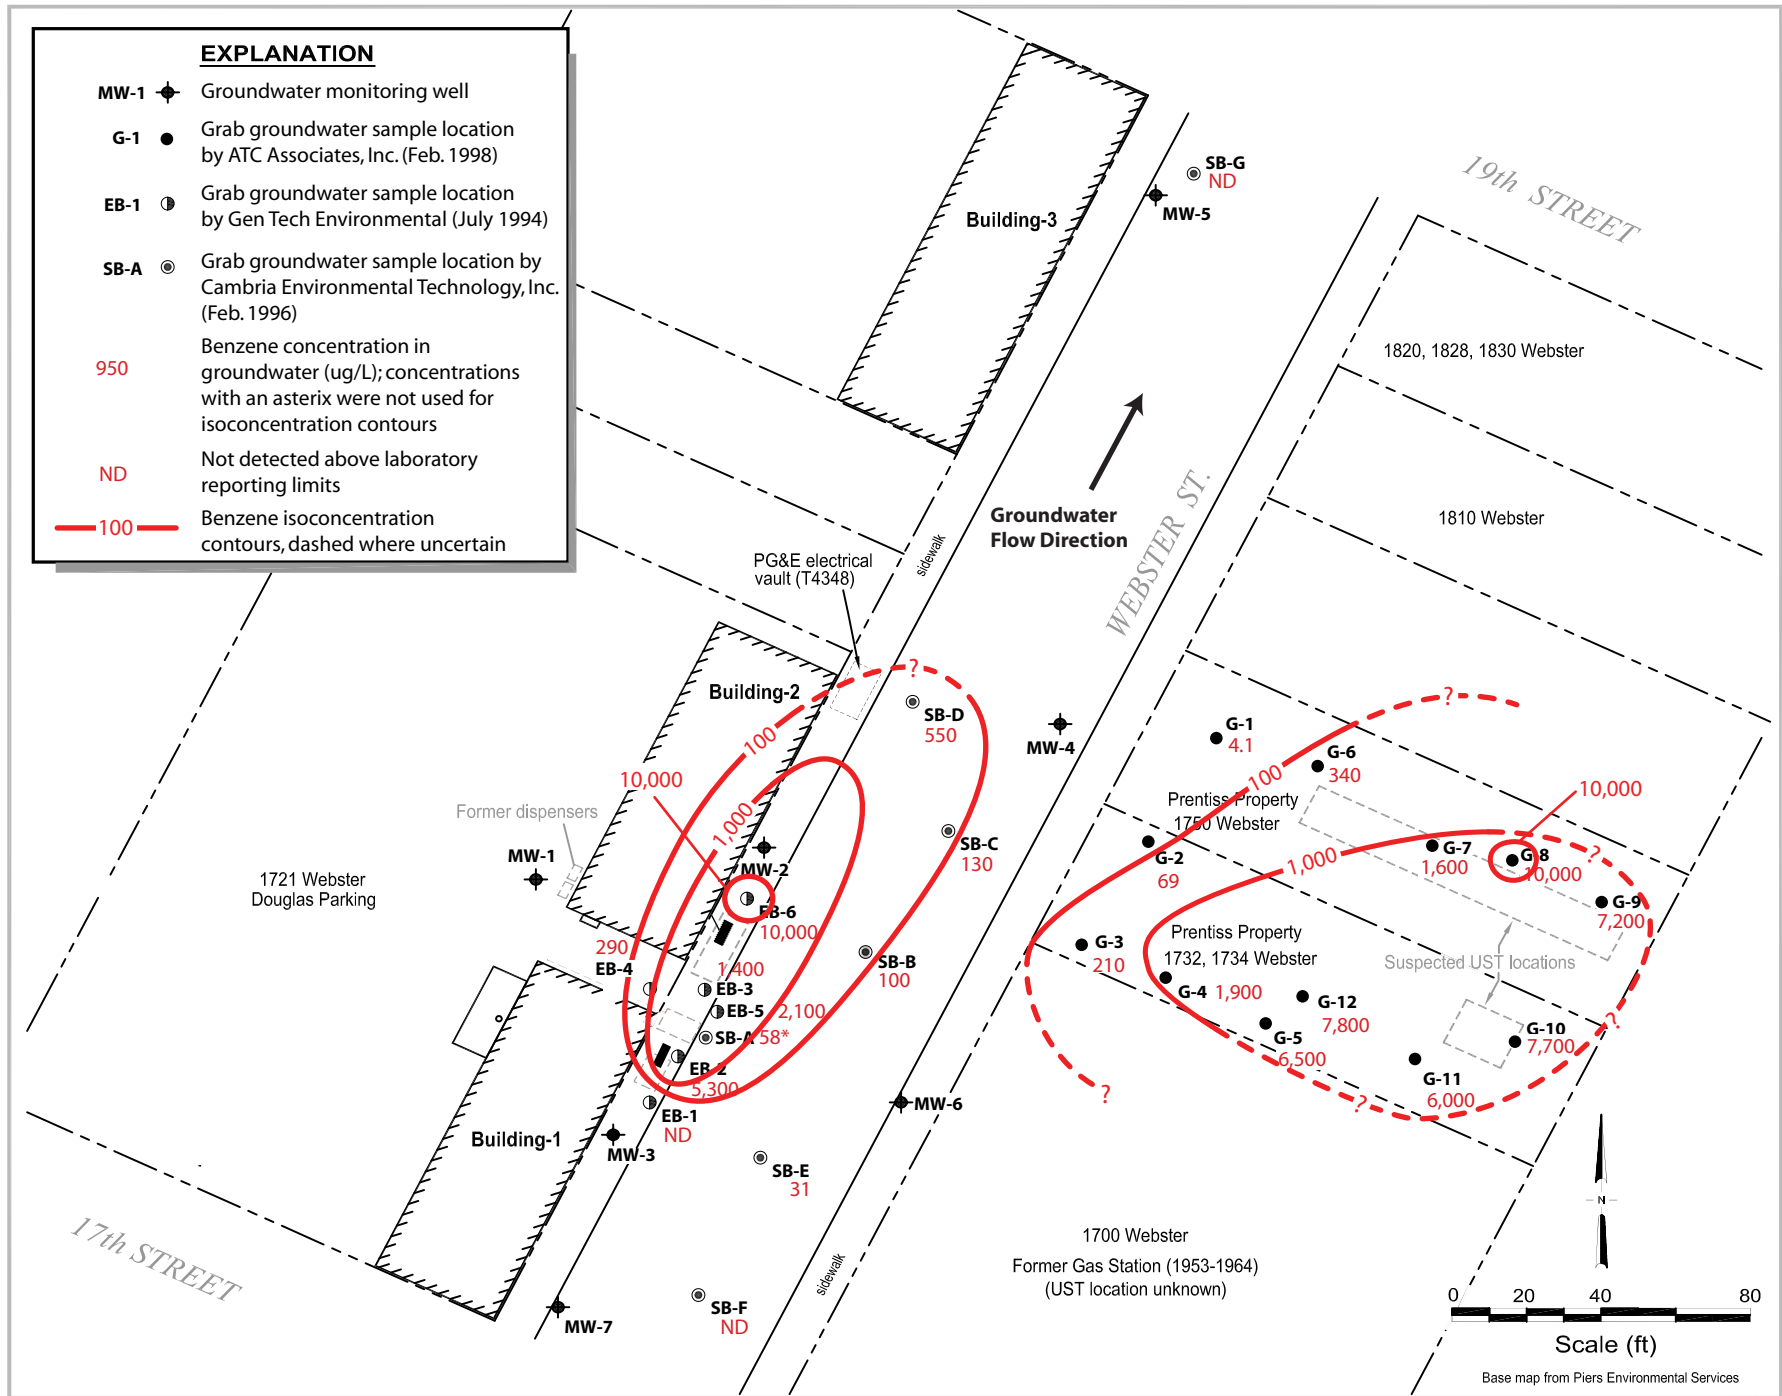 EXPLANATION
MW-1 Groundwater monitoring well
G-1 Grab groundwater sample location
by ATC Associates, Inc. (Feb. 1998)
EB-1 Grab groundwater sample location
by Gen Tech Environmental (July 1994)
SB-A Grab groundwater sample location by
Cambria Environmental Technology, Inc.
(Feb. 1996)
950 Benzene concentration in
groundwater (ug/L); concentrations
with an asterix were not used for
isoconcentration contours
ND Not detected above laboratory
reporting limits
100 Benzene isoconcentration
contours, dashed where uncertain
SB-G
ND
MW-5
Building-3
19th STREET
1820, 1828, 1830 Webster
1810 Webster
Groundwater
Flow Direction
WEBSTER ST.
sidewalk
PG&E electrical
vault (T4348)
Building-2
?
SB-D
550
MW-4
100
10,000
1,000
Former dispensers
MW-1
MW-2
SB-C
130
1721 Webster
Douglas Parking
EB-6
10,000
290
EB-4
1,400
EB-3
EB-5
2,100
SB-A
58*
SB-B
100
EB-2
5,300
EB-1
ND
MW-3
MW-6
Building-1
SB-E
31
17th STREET
MW-7
SB-F
ND
sidewalk
?
G-1
4.1
G-6
340
100
Prentiss Property
1750 Webster
10,000
G-2
69
1,000
G-7
1,600
G-8
10,000
?
G-9
7,200
G-3
210
Prentiss Property
1732, 1734 Webster
Suspected UST locations
G-4
1,900
G-12
7,800
G-5
6,500
G-10
7,700
?
G-11
6,000
?
?
1700 Webster
Former Gas Station (1953-1964)
(UST location unknown)
N
0 20 40 80
Scale (ft)
Base map from Piers Environmental Services